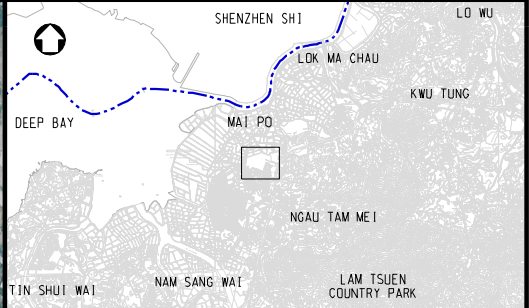 SHENZHEN SHI
LO WU
LOK MA CHAU
KWU TUNG
DEEP BAY
MAI PO
NGAU TAM MEI
TIN SHUI WAI
NAM SANG WAI
LAM TSUEN
COUNTRY PARK